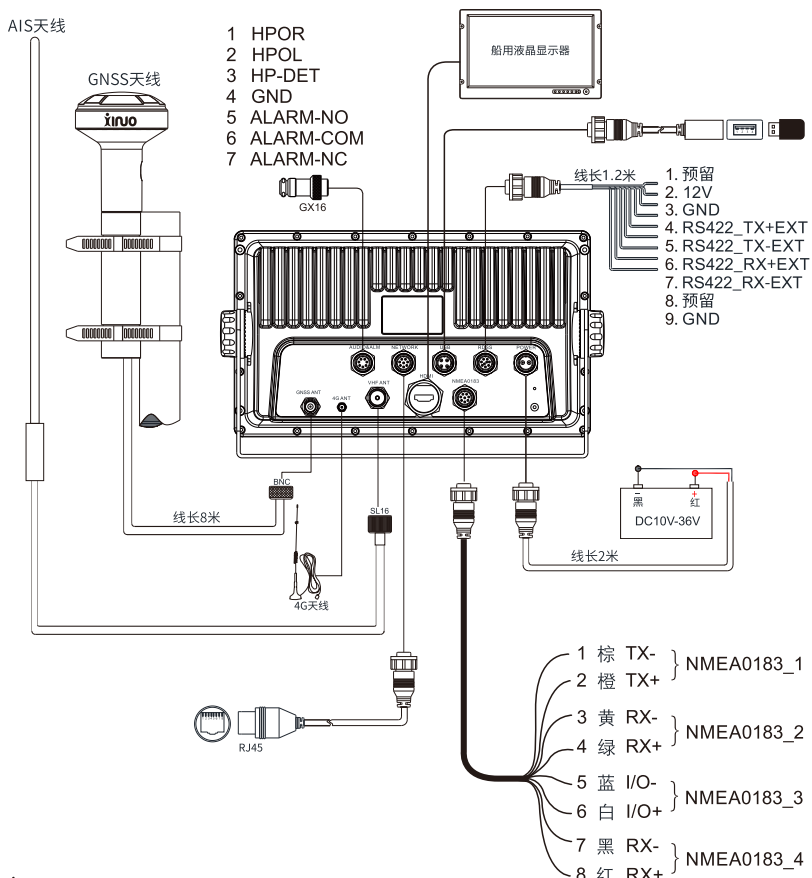 AIS天线
GNSS天线
xinuo
1 HPOR
2 HPOL
3 HP-DET
4 GND
5 ALARM-NO
6 ALARM-COM
7 ALARM-NC
GX16
船用液晶显示器
线长1.2米
1. 预留
2. 12V
3. GND
4. RS422_TX+EXT
5. RS422_TX-EXT
6. RS422_RX+EXT
7. RS422_RX-EXT
8. 预留
9. GND
AUDIO&ALM
NETWORK
USB
RDSS
POWER
GNSS ANT
4G ANT
VHF ANT
HDMI
NMEA0183
BNC
线长8米
4G天线
SL16
RJ45
- 黑
+ 红
DC10V-36V
线长2米
1 棕 TX-
2 橙 TX+
NMEA0183_1
3 黄 RX-
4 绿 RX+
NMEA0183_2
5 蓝 I/O-
6 白 I/O+
NMEA0183_3
7 黑 RX-
8 红 RX+
NMEA0183_4